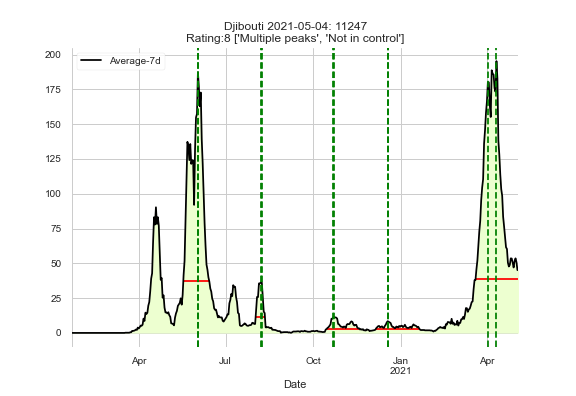 Djibouti 2021-05-04: 11247
Rating:8 ['Multiple peaks', 'Not in control']
Average-7d
200
175
150
125
100
75
50
25
0
Apr
Jul
Oct
Jan
2021
Apr
Date